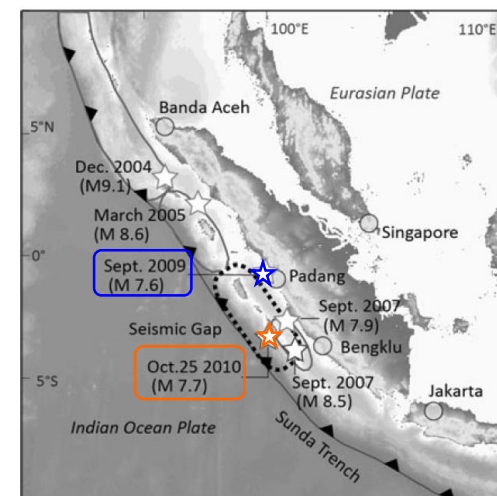 100°E
110°E
Eurasian Plate
Banda Aceh
5°N
Dec. 2004
(M9.1)
March 2005
(M 8.6)
Singapore
0°
Sept. 2009
(M 7.6)
Padang
Sept. 2007
(M 7.9)
Seismic Gap
Bengklu
Oct.25 2010
(M 7.7)
5°S
Sept. 2007
(M 8.5)
Jakarta
Indian Ocean Plate
Sunda Trench